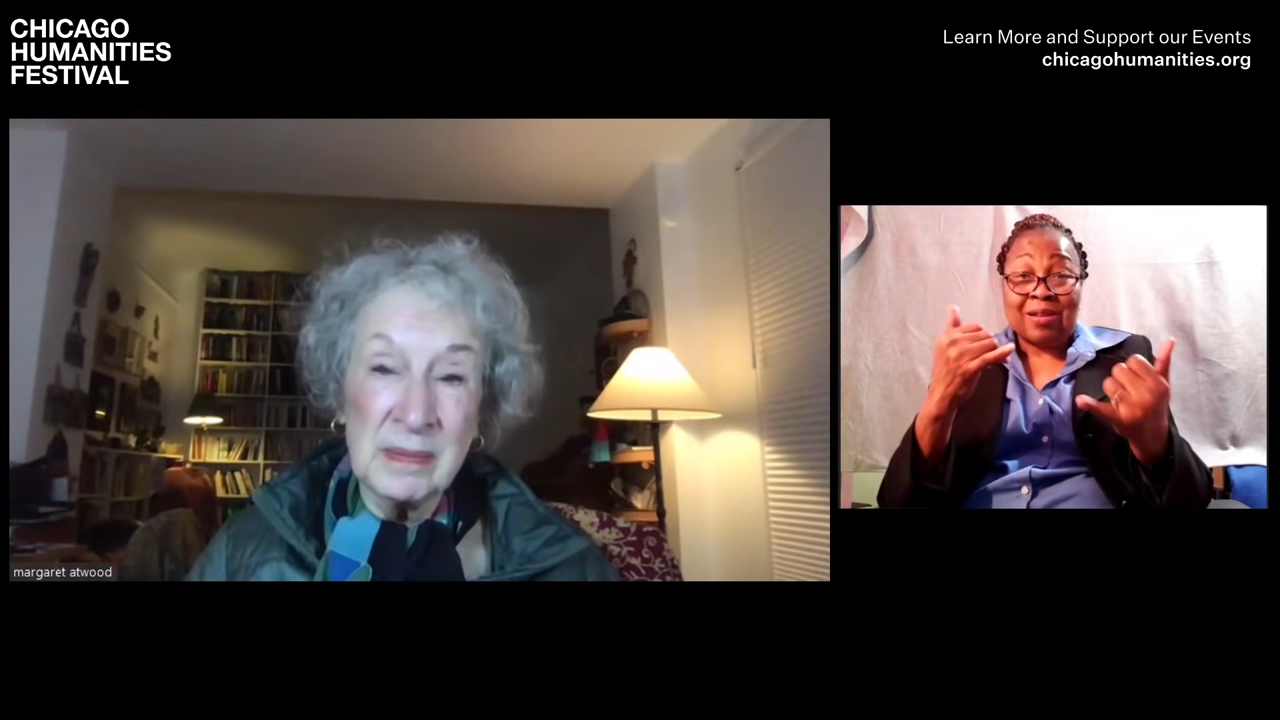 CHICAGO
HUMANITIES
FESTIVAL
Learn More and Support our Events
chicagohumanities.org
margaret atwood